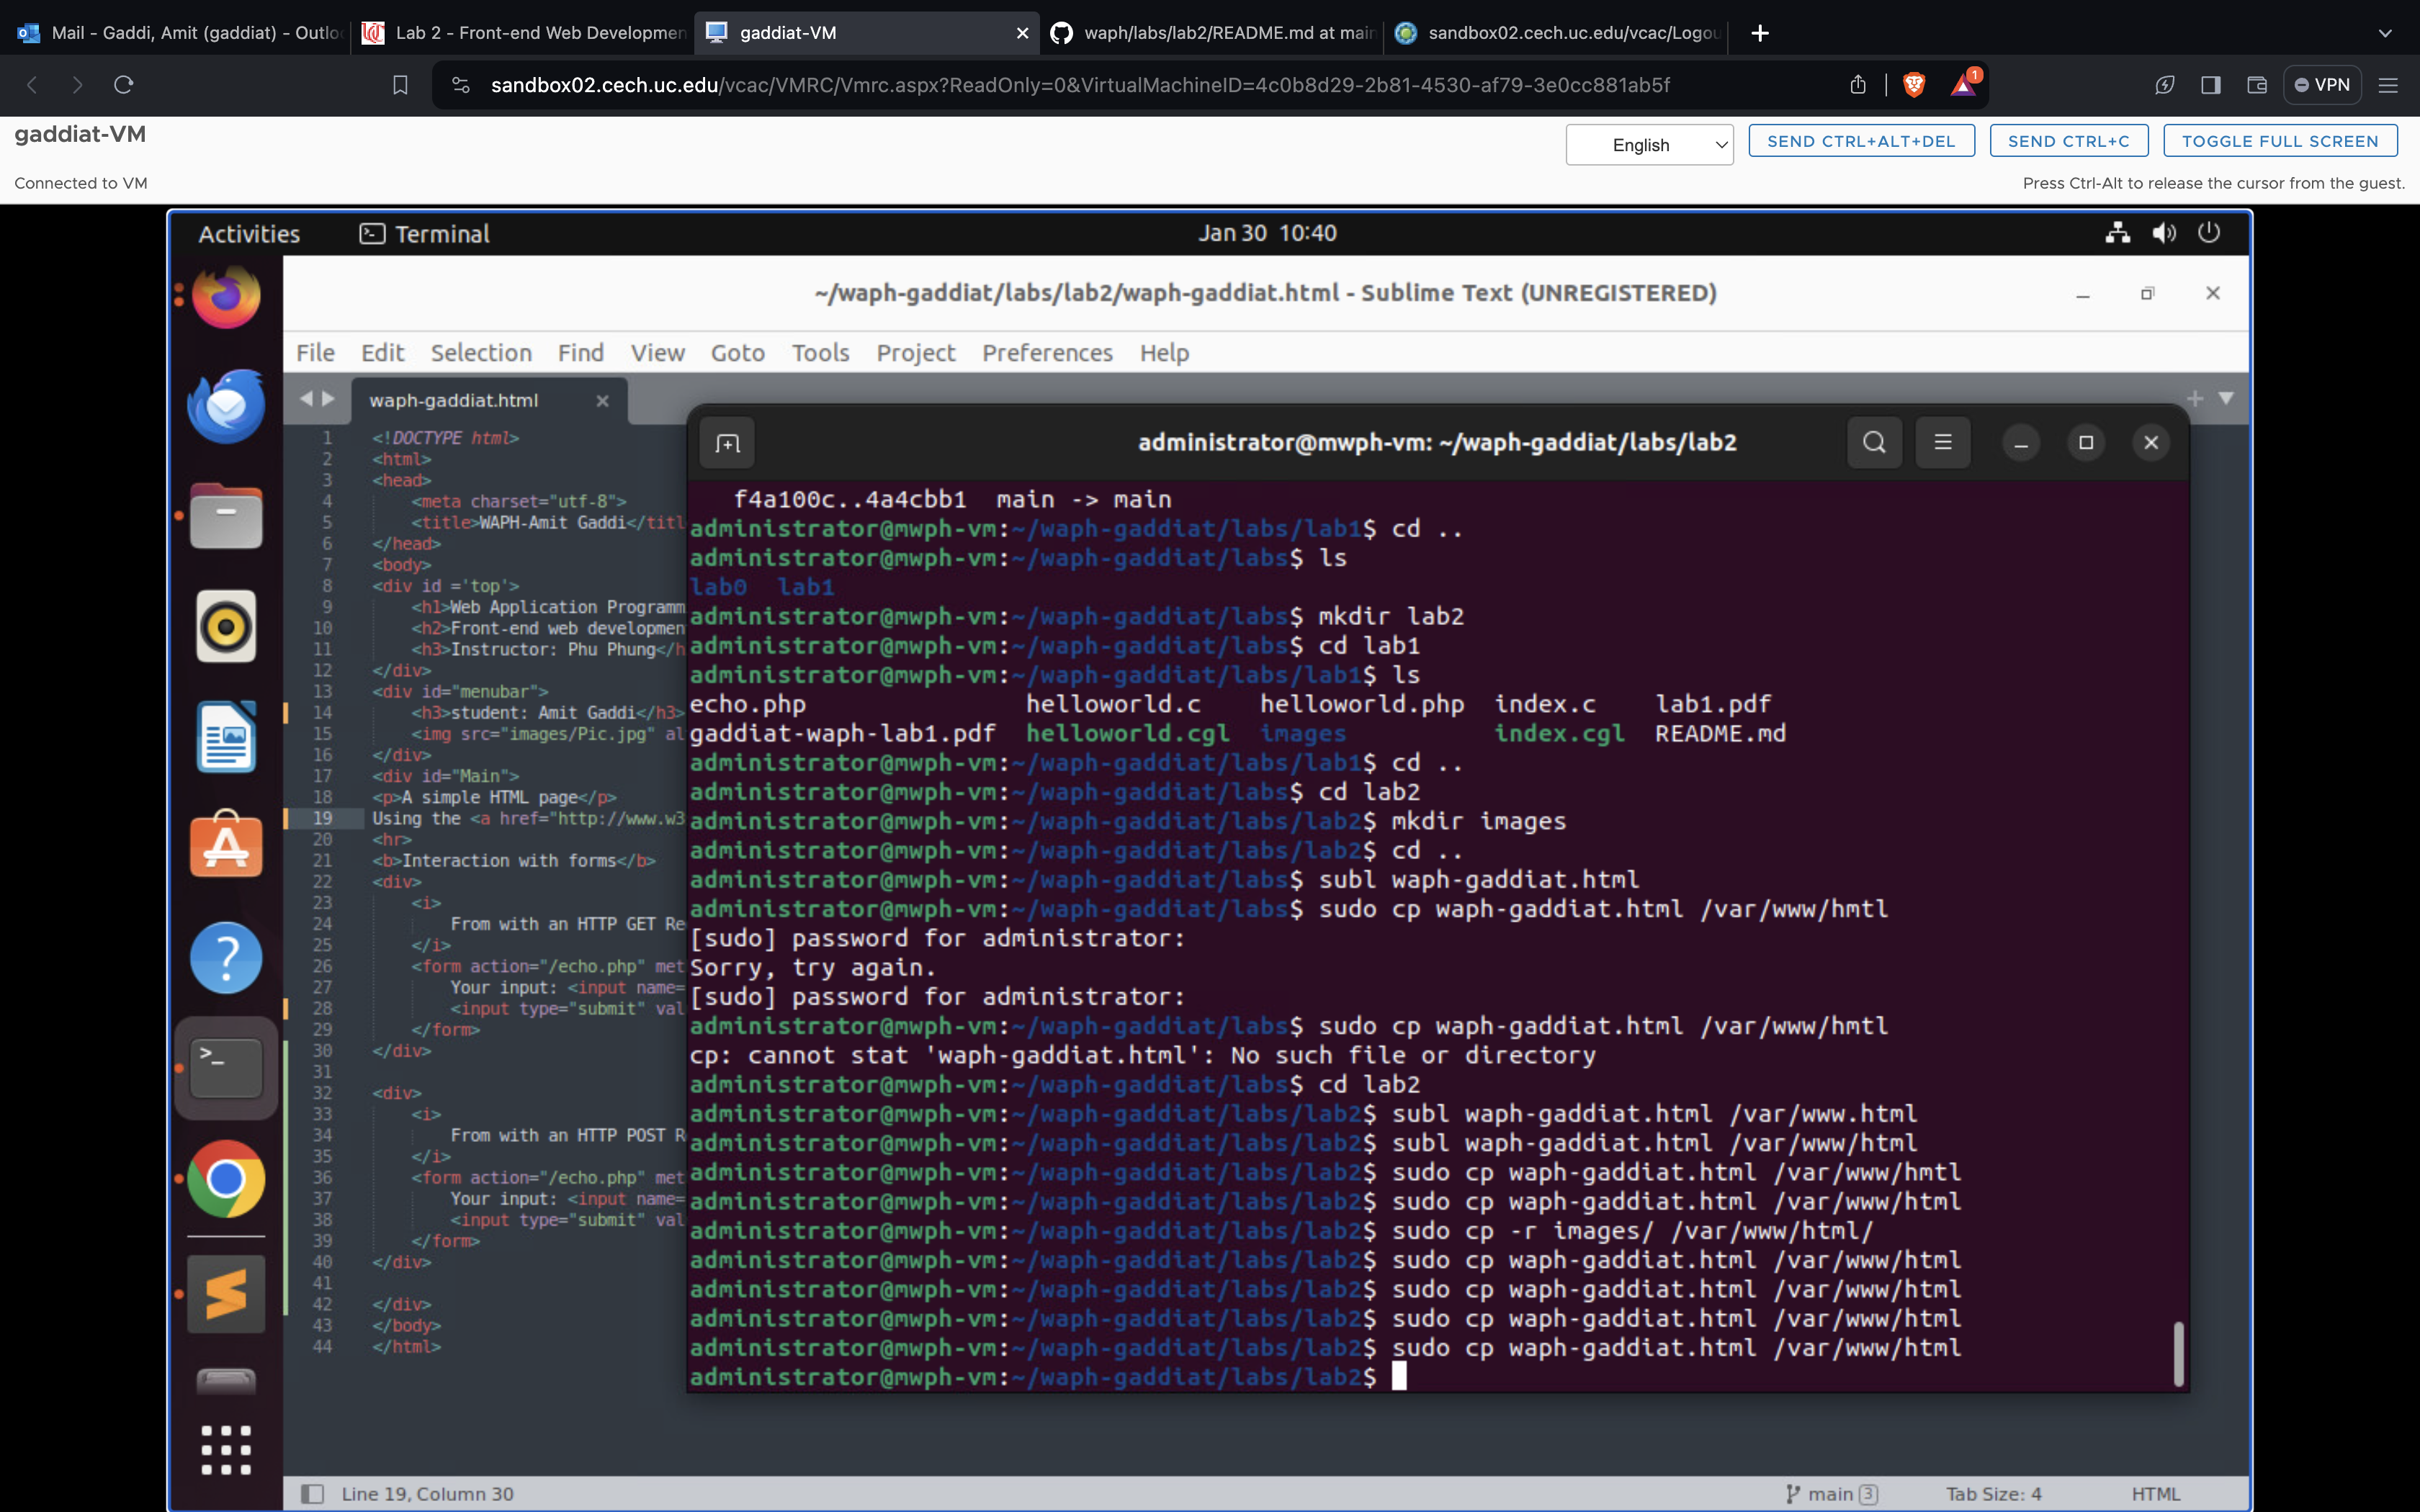 Mail - Gaddi, Amit (gaddiat) - Outlo
Lab 2 - Front-end Web Developmen
gaddiat-VM
waph/labs/lab2/README.md at main
sandbox02.cech.uc.edu/vcac/Logou
sandbox02.cech.uc.edu/vcac/VMRC/Vmrc.aspx?ReadOnly=0&VirtualMachineID=4c0b8d29-2b81-4530-af79-3e0cc881ab5f
1
VPN
gaddiat-VM
English
SEND CTRL+ALT+DEL
SEND CTRL+C
TOGGLE FULL SCREEN
Connected to VM
Press Ctrl-Alt to release the cursor from the guest.
Activities
Terminal
Jan 30 10:40
~/waph-gaddiat/labs/lab2/waph-gaddiat.html - Sublime Text (UNREGISTERED)
File Edit Selection Find View Goto Tools Project Preferences Help
waph-gaddiat.html
1 <!DOCTYPE html>
2 <html>
3 <head>
4 <meta charset="utf-8">
5 <title>WAPH-Amit Gaddi</titl
6 </head>
7 <body>
8 <div id ='top'>
9 <h1>Web Application Programm
10 <h2>Front-end web developmen
11 <h3>Instructor: Phu Phung</h
12 </div>
13 <div id="menubar">
14 <h3>student: Amit Gaddi</h3>
15 <img src="images/Pic.jpg" al
16 </div>
17 <div id="Main">
18 <p>A simple HTML page</p>
19 Using the <a href="http://www.w3
20 <hr>
21 <b>Interaction with forms</b>
22 <div>
23 <i>
24 From with an HTTP GET Re
25 </i>
26 <form action="/echo.php" met
27 Your input: <input name=
28 <input type="submit" val
29 </form>
30 </div>
31
32 <div>
33 <i>
34 From with an HTTP POST R
35 </i>
36 <form action="/echo.php" met
37 Your input: <input name=
38 <input type="submit" val
39 </form>
40 </div>
41
42 </div>
43 </body>
44 </html>
administrator@mwph-vm: ~/waph-gaddiat/labs/lab2
f4a100c..4a4cbb1 main -> main
administrator@mwph-vm:~/waph-gaddiat/labs/lab1$ cd ..
administrator@mwph-vm:~/waph-gaddiat/labs$ ls
lab0 lab1
administrator@mwph-vm:~/waph-gaddiat/labs$ mkdir lab2
administrator@mwph-vm:~/waph-gaddiat/labs$ cd lab1
administrator@mwph-vm:~/waph-gaddiat/labs/lab1$ ls
echo.php helloworld.c helloworld.php index.c lab1.pdf
gaddiat-waph-lab1.pdf helloworld.cgl images index.cgl README.md
administrator@mwph-vm:~/waph-gaddiat/labs/lab1$ cd ..
administrator@mwph-vm:~/waph-gaddiat/labs$ cd lab2
administrator@mwph-vm:~/waph-gaddiat/labs/lab2$ mkdir images
administrator@mwph-vm:~/waph-gaddiat/labs/lab2$ cd ..
administrator@mwph-vm:~/waph-gaddiat/labs$ subl waph-gaddiat.html
administrator@mwph-vm:~/waph-gaddiat/labs$ sudo cp waph-gaddiat.html /var/www/hmtl
[sudo] password for administrator:
Sorry, try again.
[sudo] password for administrator:
administrator@mwph-vm:~/waph-gaddiat/labs$ sudo cp waph-gaddiat.html /var/www/hmtl
cp: cannot stat 'waph-gaddiat.html': No such file or directory
administrator@mwph-vm:~/waph-gaddiat/labs$ cd lab2
administrator@mwph-vm:~/waph-gaddiat/labs/lab2$ subl waph-gaddiat.html /var/www.html
administrator@mwph-vm:~/waph-gaddiat/labs/lab2$ subl waph-gaddiat.html /var/www/html
administrator@mwph-vm:~/waph-gaddiat/labs/lab2$ sudo cp waph-gaddiat.html /var/www/hmtl
administrator@mwph-vm:~/waph-gaddiat/labs/lab2$ sudo cp waph-gaddiat.html /var/www/html
administrator@mwph-vm:~/waph-gaddiat/labs/lab2$ sudo cp -r images/ /var/www/html/
administrator@mwph-vm:~/waph-gaddiat/labs/lab2$ sudo cp waph-gaddiat.html /var/www/html
administrator@mwph-vm:~/waph-gaddiat/labs/lab2$ sudo cp waph-gaddiat.html /var/www/html
administrator@mwph-vm:~/waph-gaddiat/labs/lab2$ sudo cp waph-gaddiat.html /var/www/html
administrator@mwph-vm:~/waph-gaddiat/labs/lab2$ sudo cp waph-gaddiat.html /var/www/html
administrator@mwph-vm:~/waph-gaddiat/labs/lab2$
Line 19, Column 30
main 3
Tab Size: 4
HTML